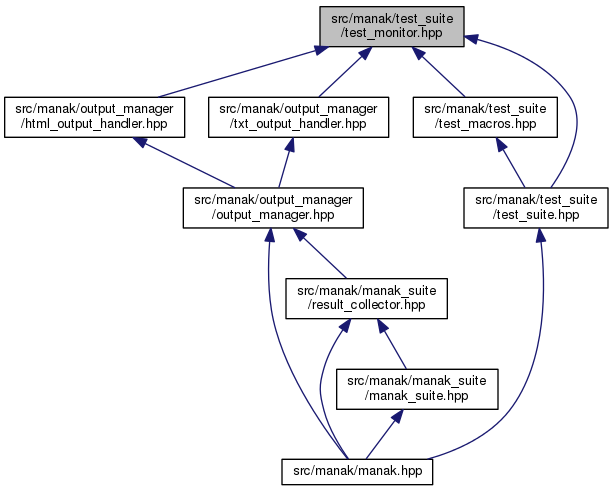 src/manak/test_suite
/test_monitor.hpp
src/manak/output_manager
/html_output_handler.hpp
src/manak/output_manager
/txt_output_handler.hpp
src/manak/test_suite
/test_macros.hpp
src/manak/output_manager
/output_manager.hpp
src/manak/test_suite
/test_suite.hpp
src/manak/manak_suite
/result_collector.hpp
src/manak/manak_suite
/manak_suite.hpp
src/manak/manak.hpp